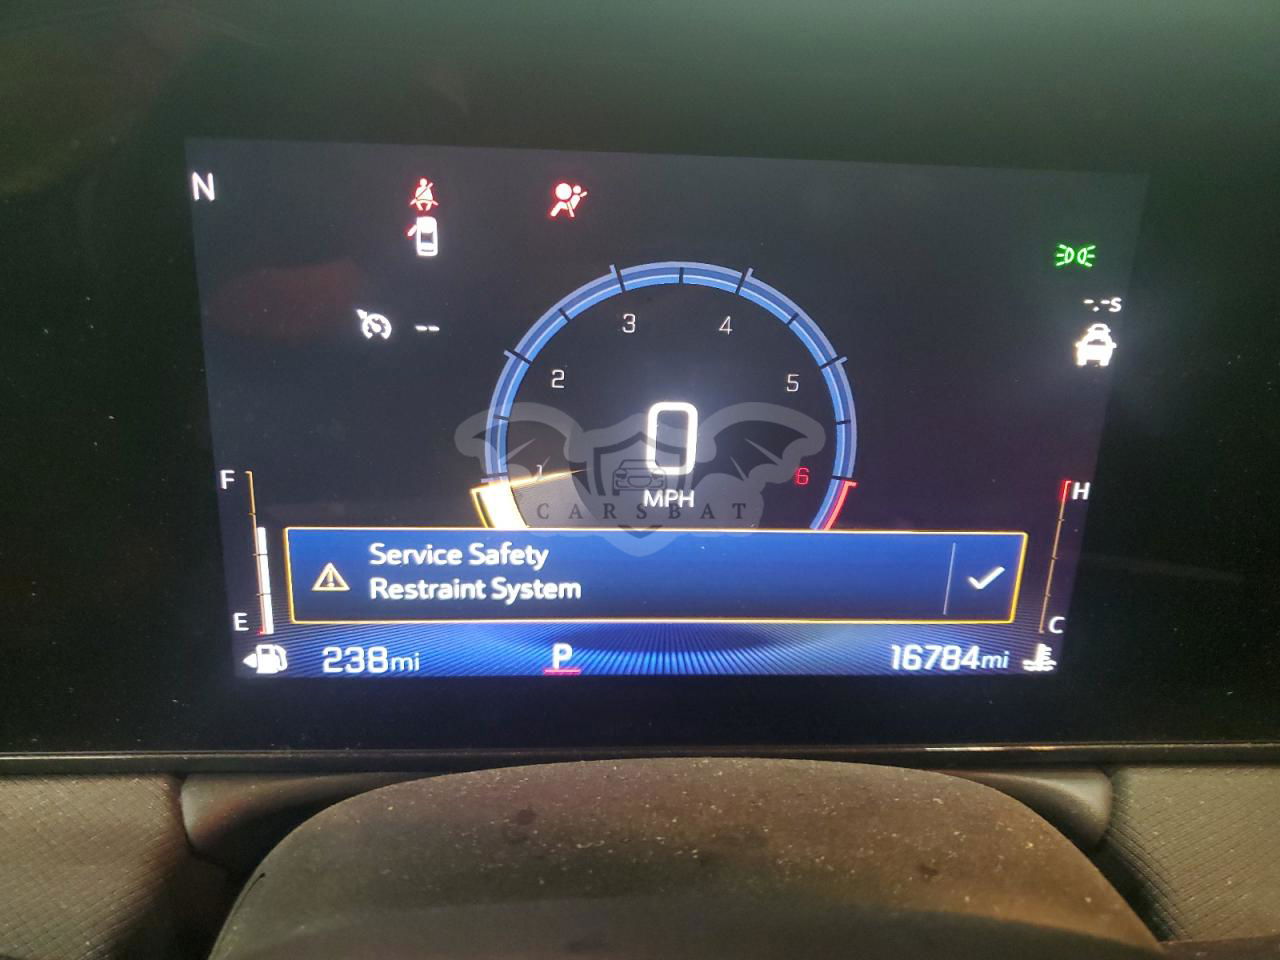 N
-.-s
--
3
4
2
5
0
1
6
MPH
CARSBAT
F
H
Service Safety
Restraint System
E
C
238mi
P
16784mi